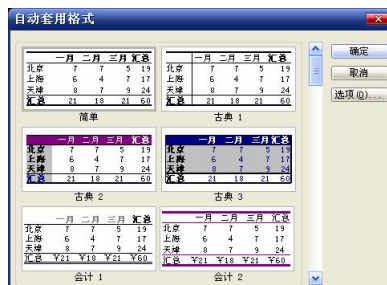 自动套用格式
一月 二月 三月 汇总
北京 7 7 5 19
上海 6 4 7 17
天津 8 7 9 24
汇总 21 18 21 60
简单
一月 二月 三月 汇总
北京 7 7 5 19
上海 6 4 7 17
天津 8 7 9 24
汇总 21 18 21 60
古典 1
一月 二月 三月 汇总
北京 7 7 5 19
上海 6 4 7 17
天津 8 7 9 24
汇总 21 18 21 60
古典 2
一月 二月 三月 汇总
北京 7 7 5 19
上海 6 4 7 17
天津 8 7 9 24
汇总 21 18 21 60
古典 3
一月 二月 三月 汇总
北京 7 7 5 19
上海 6 4 7 17
天津 8 7 9 24
汇总 ¥21 ¥18 ¥21 ¥60
会计 1
一月 二月 三月 汇总
北京 7 7 5 19
上海 6 4 7 17
天津 8 7 9 24
汇总 ¥21 ¥18 ¥21 ¥60
会计 2
确定
取消
选项(O)...